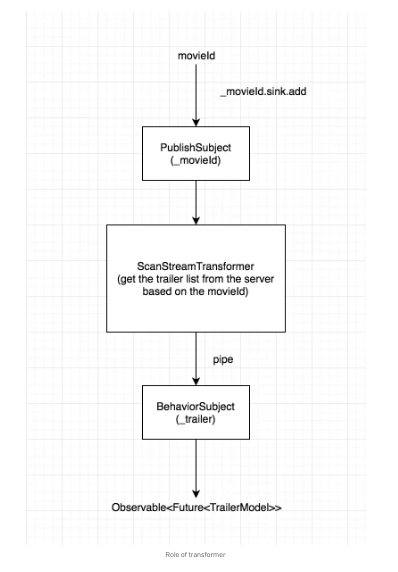 movieId
_movieId.sink.add
PublishSubject
(_movieId)
ScanStreamTransformer
(get the trailer list from the server
based on the movieId)
pipe
BehaviorSubject
(_trailer)
Observable<Future<TrailerModel>>
Role of transformer